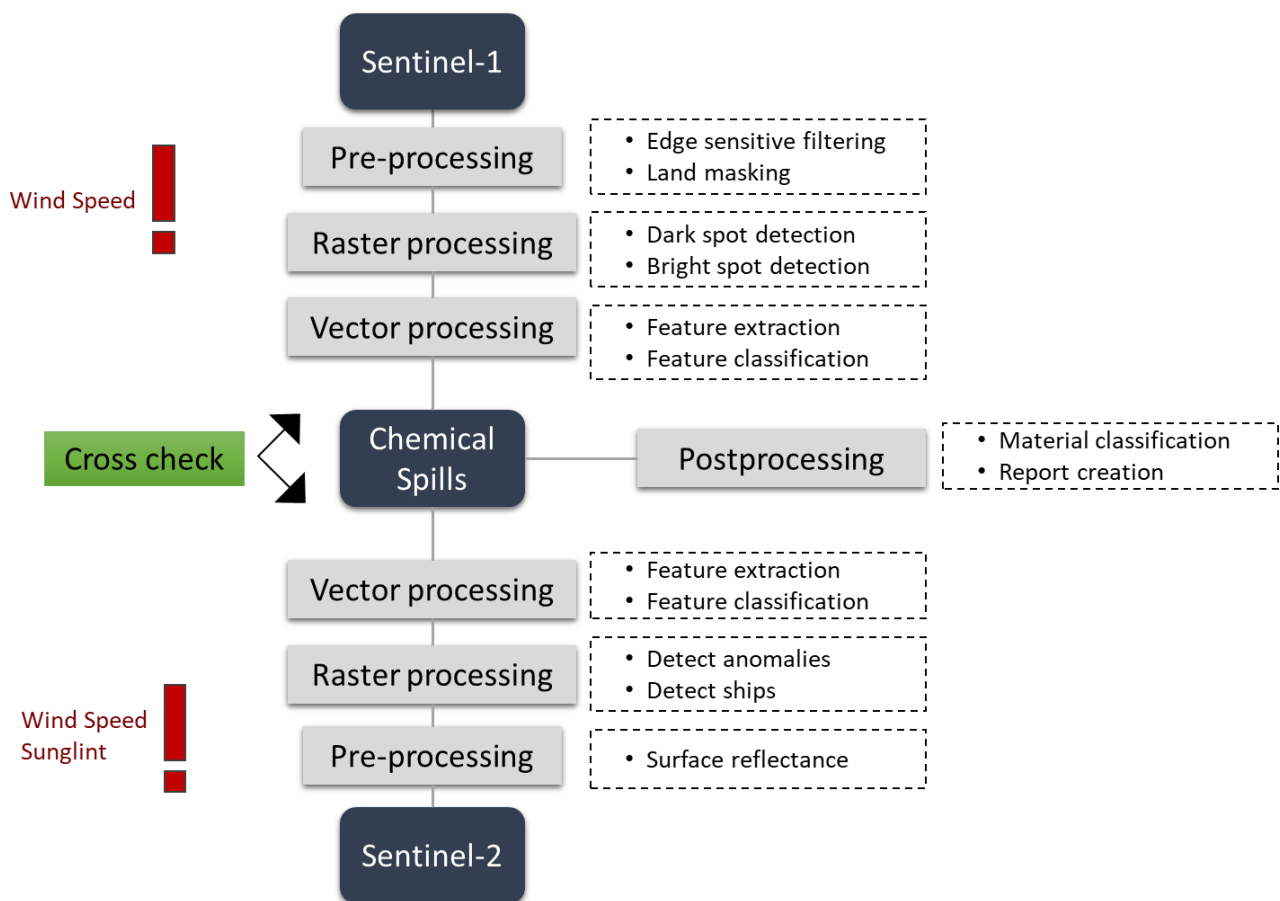 Sentinel-1
Pre-processing
• Edge sensitive filtering
• Land masking
Wind Speed
Raster processing
• Dark spot detection
• Bright spot detection
Vector processing
• Feature extraction
• Feature classification
Cross check
Chemical
Spills
Postprocessing
• Material classification
• Report creation
Vector processing
• Feature extraction
• Feature classification
Raster processing
• Detect anomalies
• Detect ships
Wind Speed
Sunglint
Pre-processing
• Surface reflectance
Sentinel-2